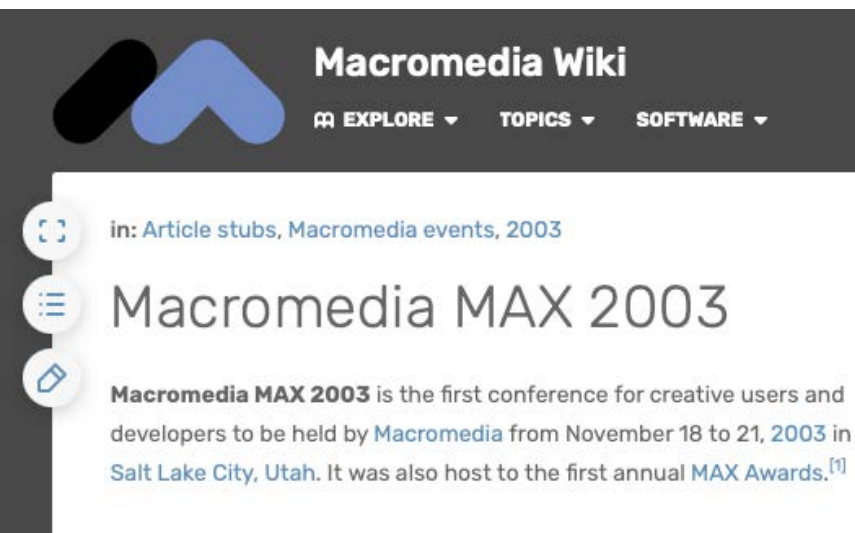 Macromedia Wiki
EXPLORE TOPICS SOFTWARE
in: Article stubs, Macromedia events, 2003
Macromedia MAX 2003
Macromedia MAX 2003 is the first conference for creative users and
developers to be held by Macromedia from November 18 to 21, 2003 in
Salt Lake City, Utah. It was also host to the first annual MAX Awards.[1]